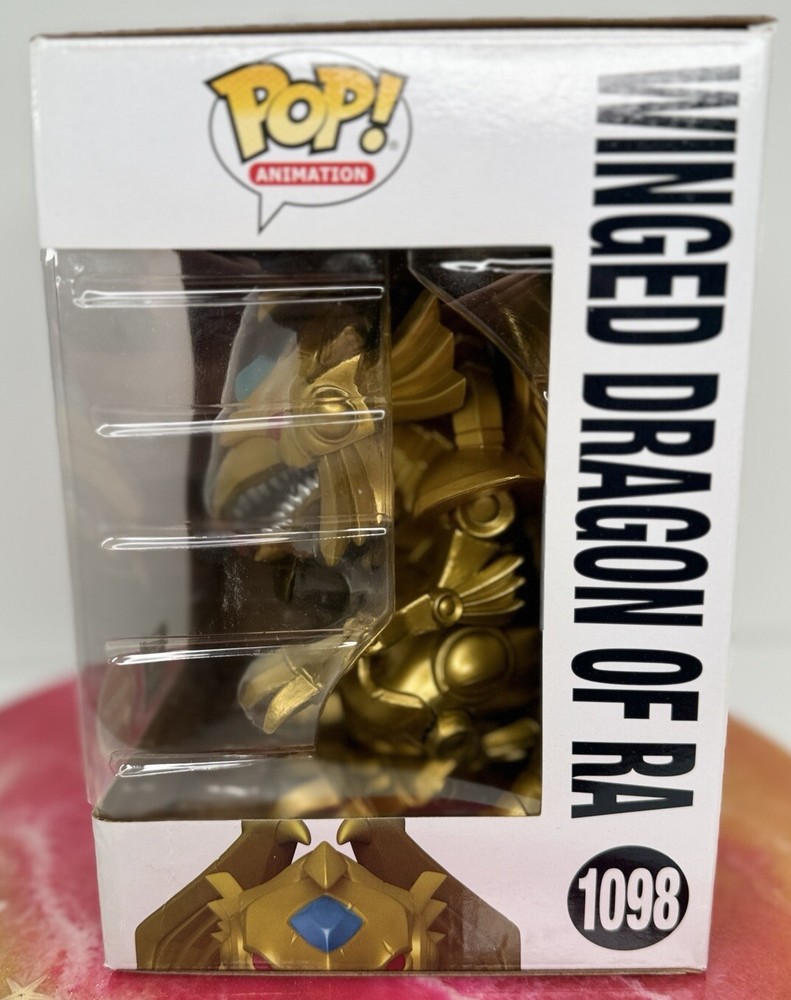 POP!
ANIMATION
WINGED DRAGON OF RA
1098